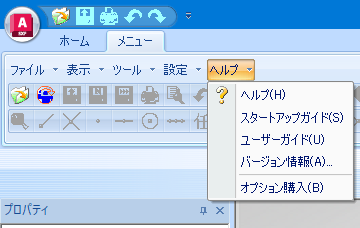 A
EXP
ホーム メニュー
ファイル 表示 ツール 設定 ヘルプ
ヘルプ(H)
スタートアップガイド(S)
ユーザーガイド(U)
バージョン情報(A)...
オプション購入(B)
任
プロパティ